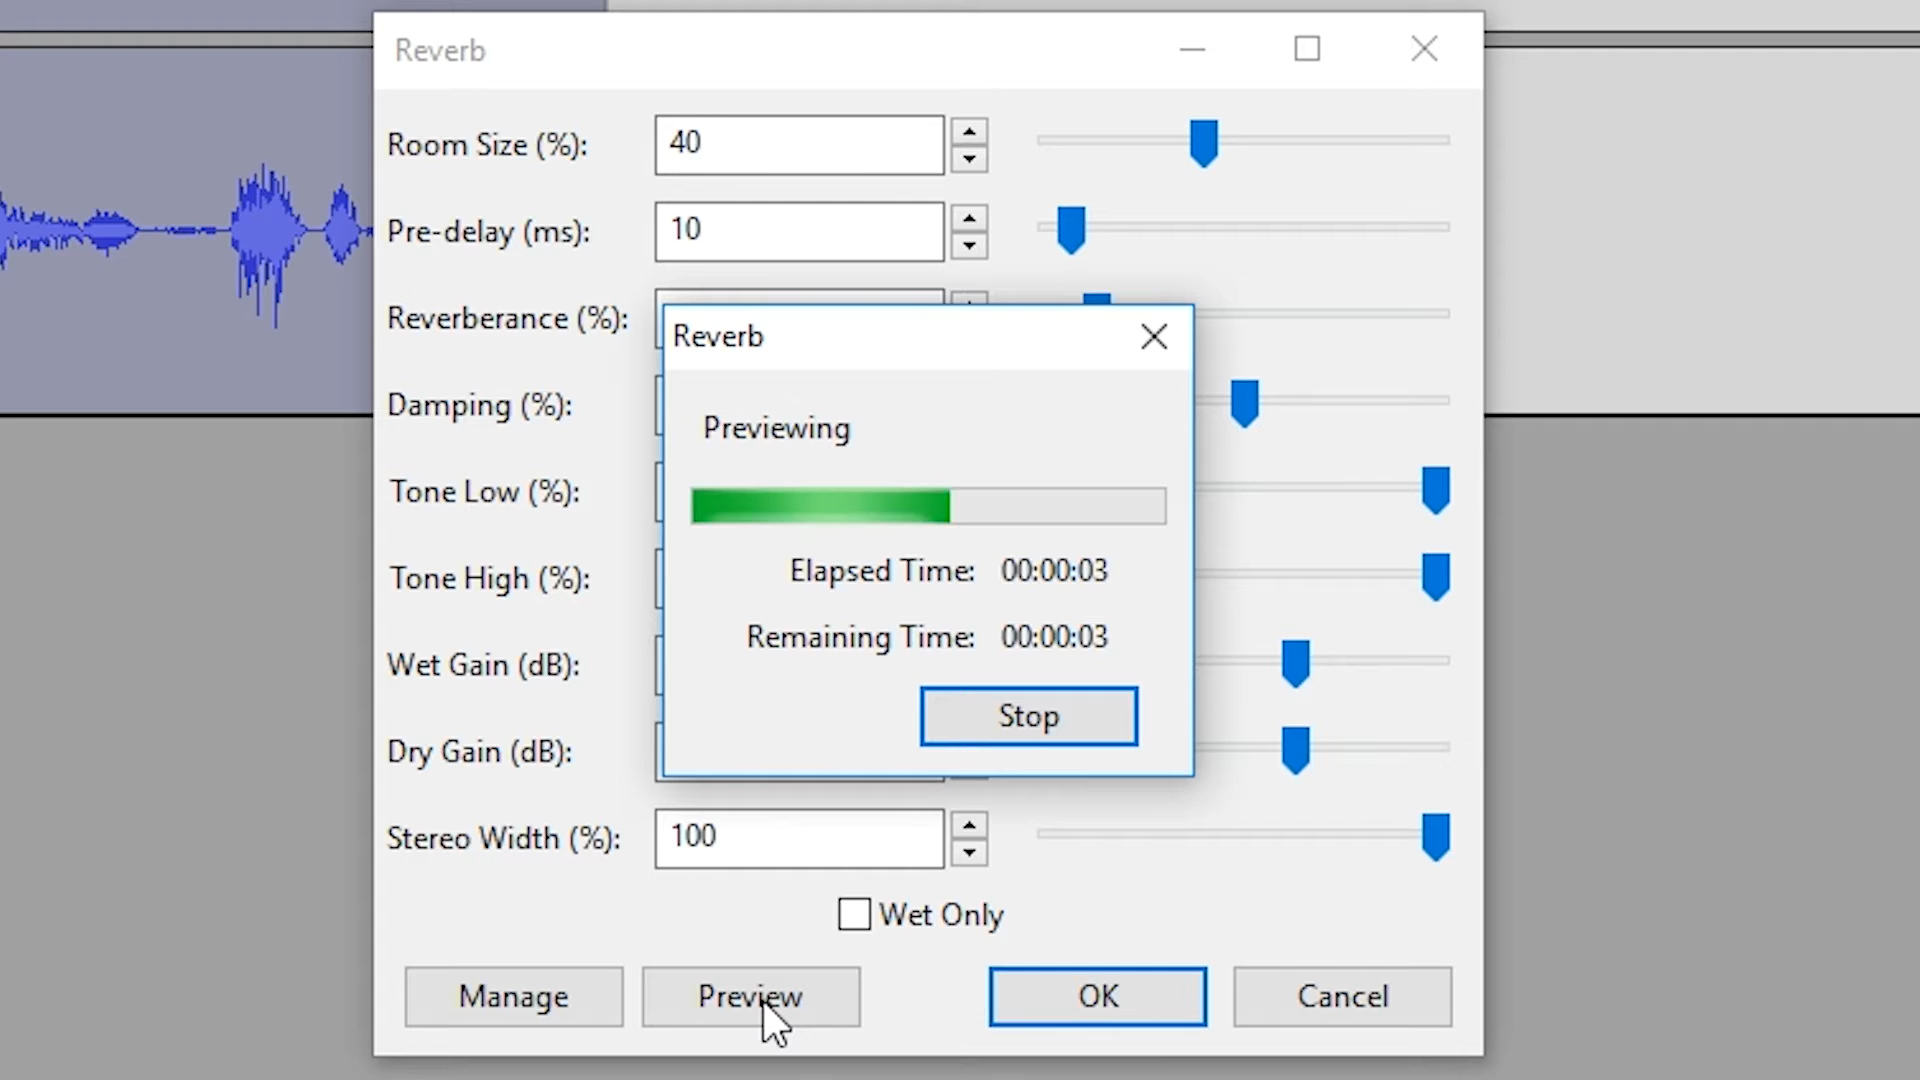 Reverb
Room Size (%): 40
Pre-delay (ms): 10
Reverberance (%):
Damping (%):
Tone Low (%):
Tone High (%):
Wet Gain (dB):
Dry Gain (dB):
Stereo Width (%): 100
Wet Only
Manage Preview OK Cancel
Reverb
Previewing
Elapsed Time: 00:00:03
Remaining Time: 00:00:03
Stop